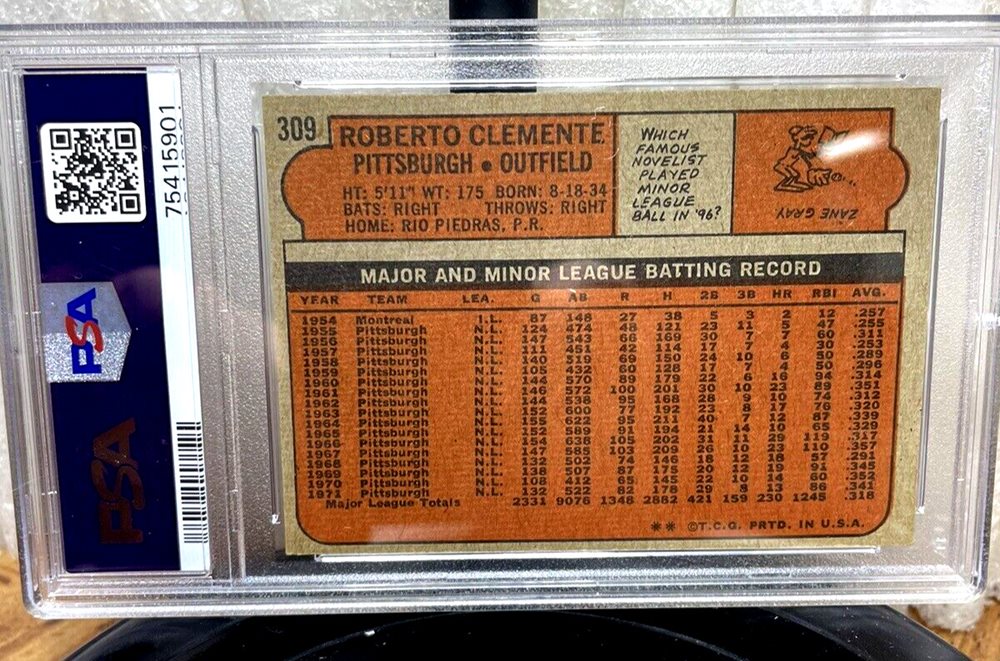 75415901
PSA
PSA
309
ROBERTO CLEMENTE
PITTSBURGH • OUTFIELD
HT: 5'11" WT: 175 BORN: 8-18-34
BATS: RIGHT THROWS: RIGHT
HOME: RIO PIEDRAS, P.R.
WHICH
FAMOUS
NOVELIST
PLAYED
MINOR
LEAGUE
BALL IN '96?
ZANE GRAY
MAJOR AND MINOR LEAGUE BATTING RECORD
YEAR TEAM LEA. G AB R H 2B 3B HR RBI AVG.
1954 Montreal I.L. 87 148 27 38 5 3 2 12 .257
1955 Pittsburgh N.L. 124 474 48 121 23 11 5 47 .255
1956 Pittsburgh N.L. 147 543 66 169 30 7 7 60 .311
1957 Pittsburgh N.L. 111 451 42 114 17 7 4 30 .253
1958 Pittsburgh N.L. 140 519 69 150 24 10 6 50 .289
1959 Pittsburgh N.L. 105 432 60 128 17 7 4 50 .296
1960 Pittsburgh N.L. 144 570 89 179 22 6 16 94 .314
1961 Pittsburgh N.L. 146 572 100 201 30 10 23 89 .351
1962 Pittsburgh N.L. 144 538 95 168 28 9 10 74 .312
1963 Pittsburgh N.L. 152 600 77 192 23 8 17 76 .320
1964 Pittsburgh N.L. 155 622 95 211 40 7 12 87 .339
1965 Pittsburgh N.L. 152 589 91 194 21 14 10 65 .329
1966 Pittsburgh N.L. 154 638 105 202 31 11 29 119 .317
1967 Pittsburgh N.L. 147 585 103 209 26 10 23 110 .357
1968 Pittsburgh N.L. 132 502 74 146 18 12 18 57 .291
1969 Pittsburgh N.L. 138 507 87 175 20 12 19 91 .345
1970 Pittsburgh N.L. 108 412 65 145 22 10 14 60 .352
1971 Pittsburgh N.L. 132 522 82 178 29 8 13 86 .341
Major League Totals 2331 9076 1348 2882 421 159 230 1245 .318
** ©T.C.G. PRTD. IN U.S.A.